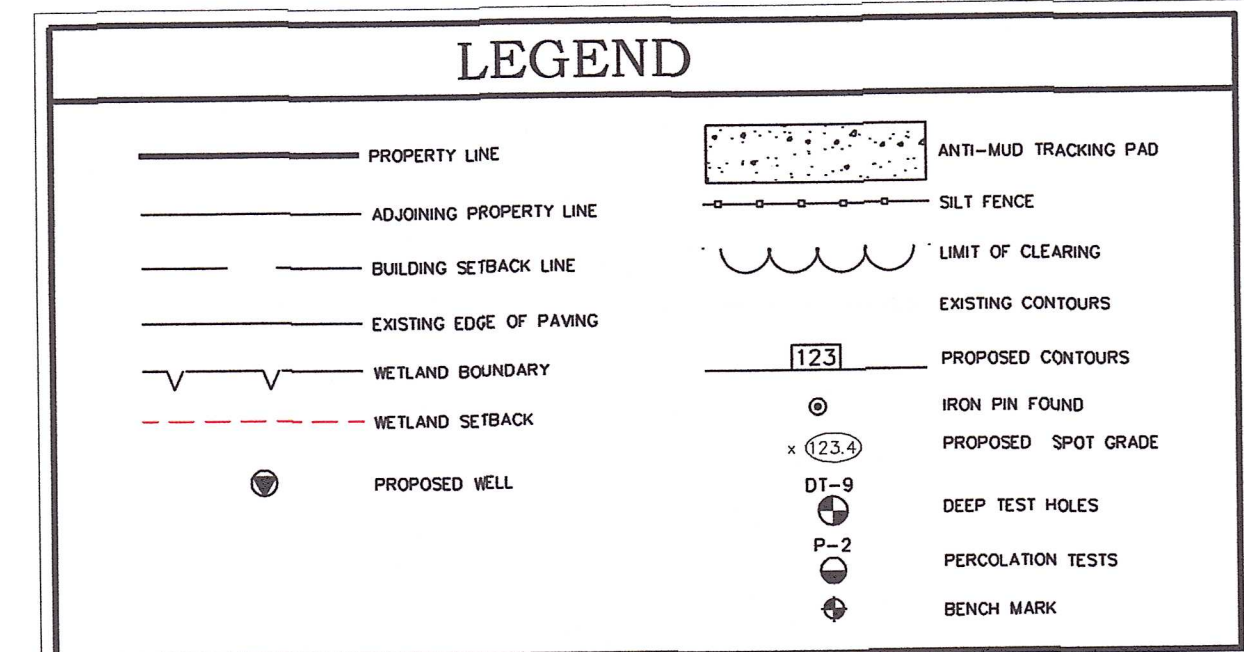 LEGEND
PROPERTY LINE
ADJOINING PROPERTY LINE
BUILDING SETBACK LINE
EXISTING EDGE OF PAVING
WETLAND BOUNDARY
WETLAND SETBACK
PROPOSED WELL
ANTI-MUD TRACKING PAD
SILT FENCE
LIMIT OF CLEARING
EXISTING CONTOURS
123 PROPOSED CONTOURS
IRON PIN FOUND
x 123.4 PROPOSED SPOT GRADE
DT-9
DEEP TEST HOLES
P-2
PERCOLATION TESTS
BENCH MARK